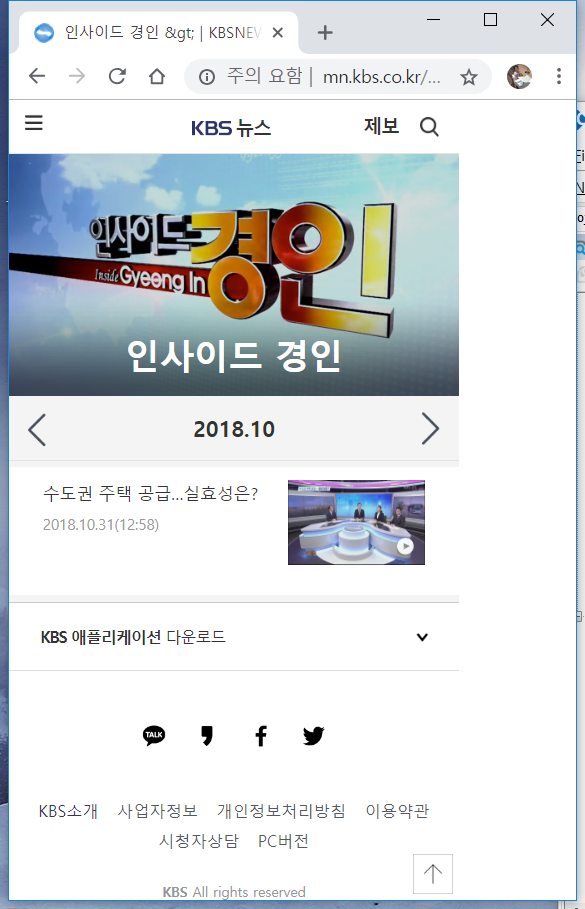 인사이드 경인 &gt; | KBSNEW
주의 요함 | mn.kbs.co.kr/...
KBS 뉴스
제보
인사이드경인
Inside Gyeong In
인사이드 경인
2018.10
수도권 주택 공급...실효성은?
2018.10.31(12:58)
KBS 애플리케이션 다운로드
TALK
KBS소개 사업자정보 개인정보처리방침 이용약관
시청자상담 PC버전
KBS All rights reserved